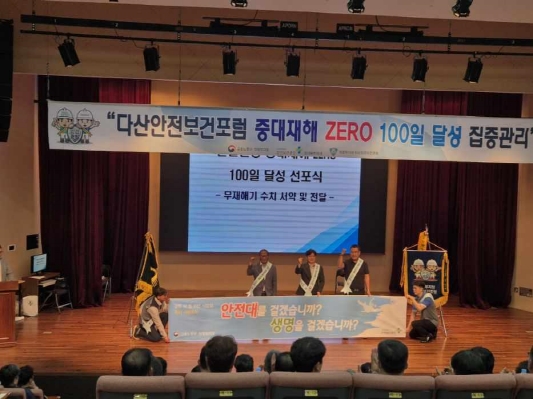 “다산안전보건포럼 중대재해 ZERO 100일 달성 집중관리”
100일 달성 선포식
- 무재해기 수치 서약 및 전달 -
안전대를 걸겠습니까?
생명을 걸겠습니까?